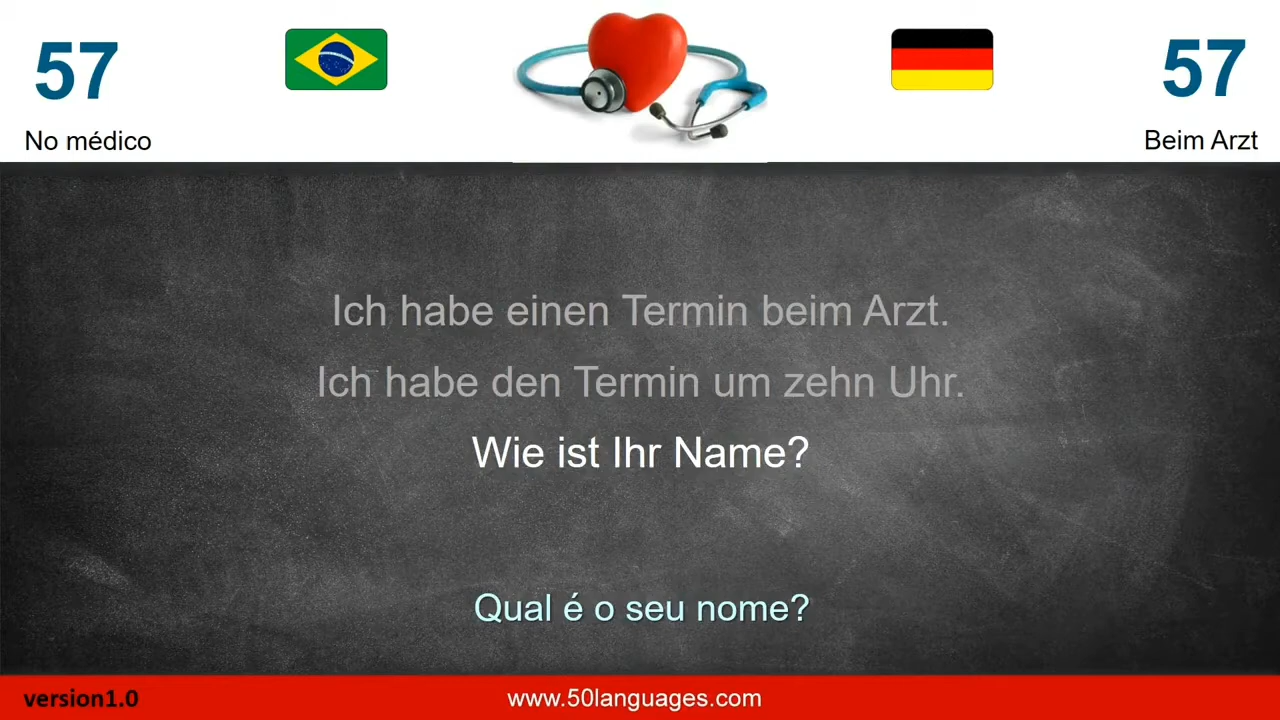 57
57
No médico
Beim Arzt
Ich habe einen Termin beim Arzt.
Ich habe den Termin um zehn Uhr.
Wie ist Ihr Name?
Qual é o seu nome?
version1.0
www.50languages.com